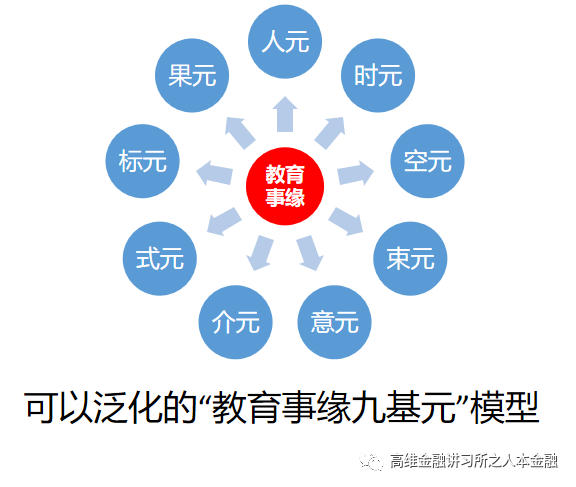 人元
时元
空元
束元
意元
介元
式元
标元
果元
教育
事缘
可以泛化的“教育事缘九基元”模型
高维金融讲习所之人本金融